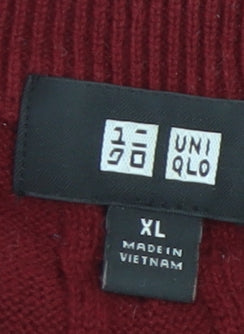 ユニ UNI
クロ QLO
XL
MADE IN
VIETNAM